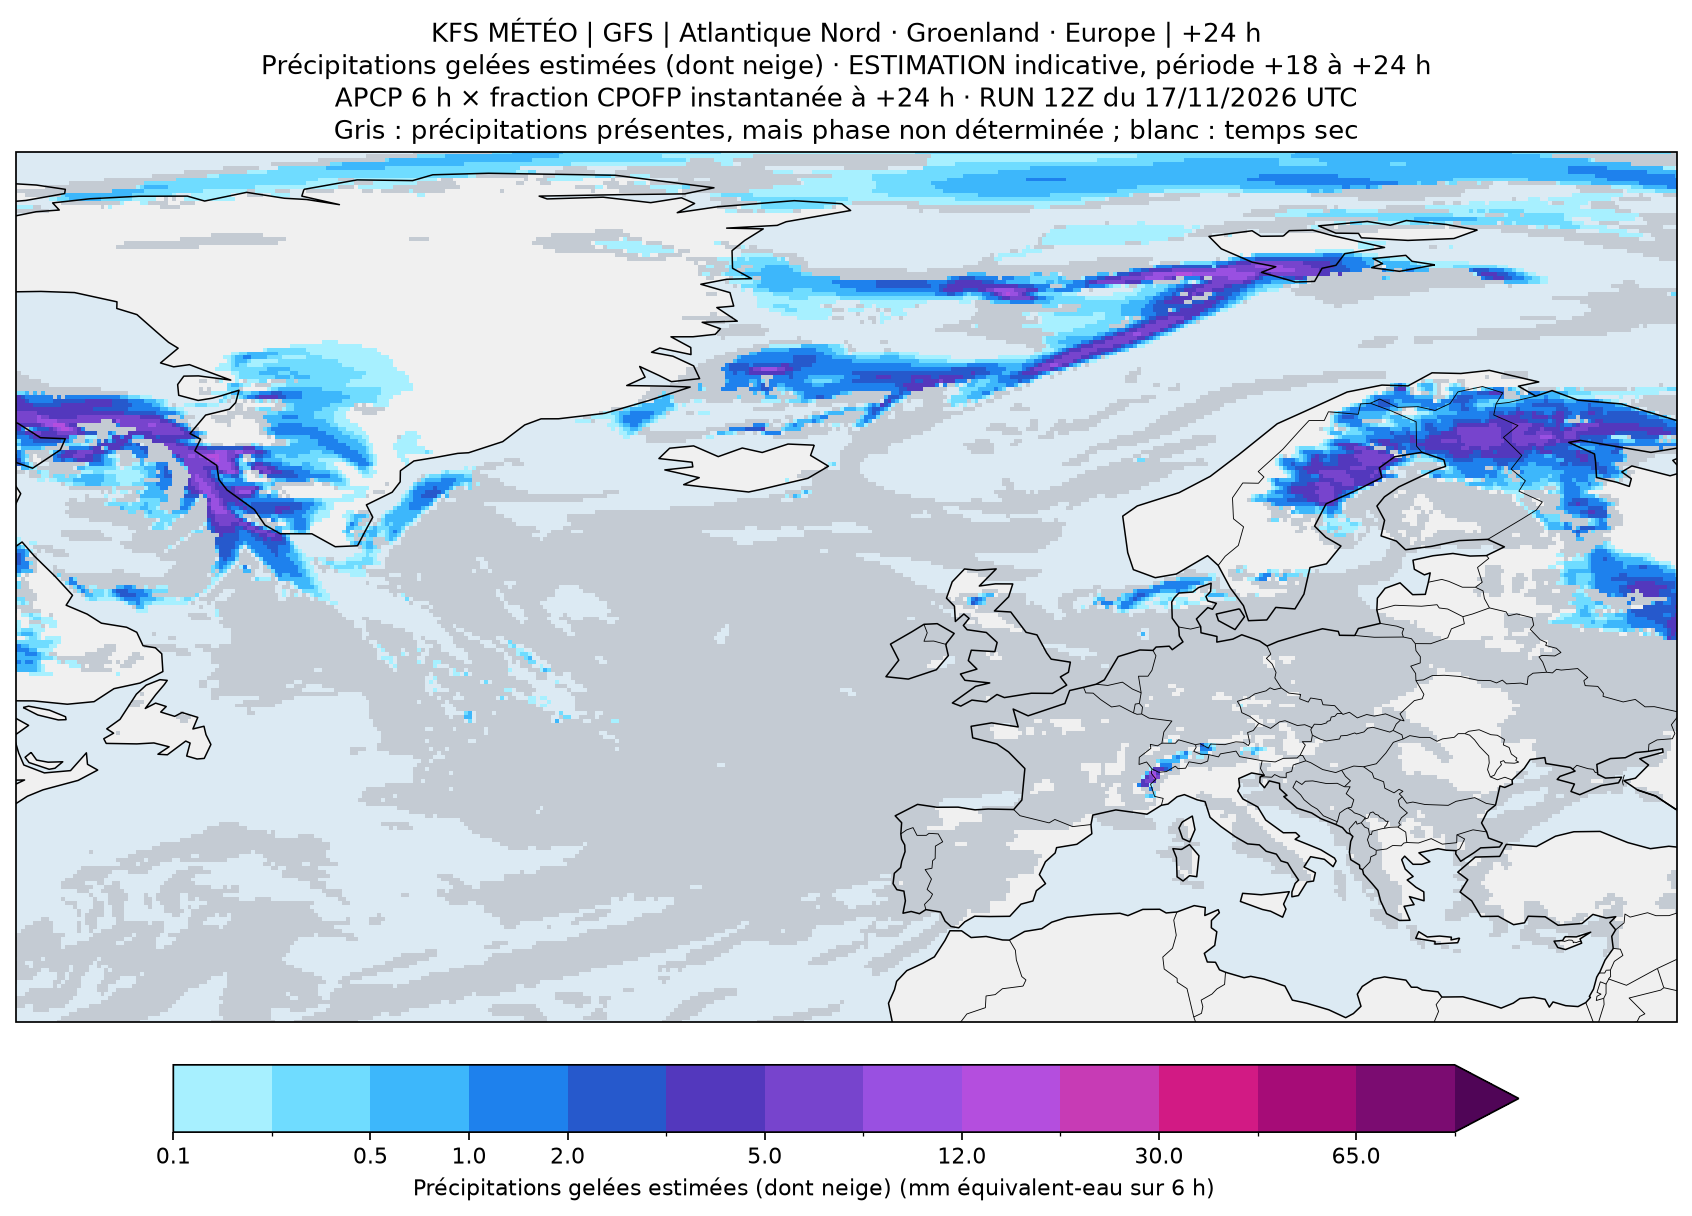 KFS MÉTÉO | GFS | Atlantique Nord · Groenland · Europe | +24 h
Précipitations gelées estimées (dont neige) · ESTIMATION indicative, période +18 à +24 h
APCP 6 h × fraction CPOFP instantanée à +24 h · RUN 12Z du 17/11/2026 UTC
Gris : précipitations présentes, mais phase non déterminée ; blanc : temps sec
0.1 0.5 1.0 2.0 5.0 12.0 30.0 65.0
Précipitations gelées estimées (dont neige) (mm équivalent-eau sur 6 h)